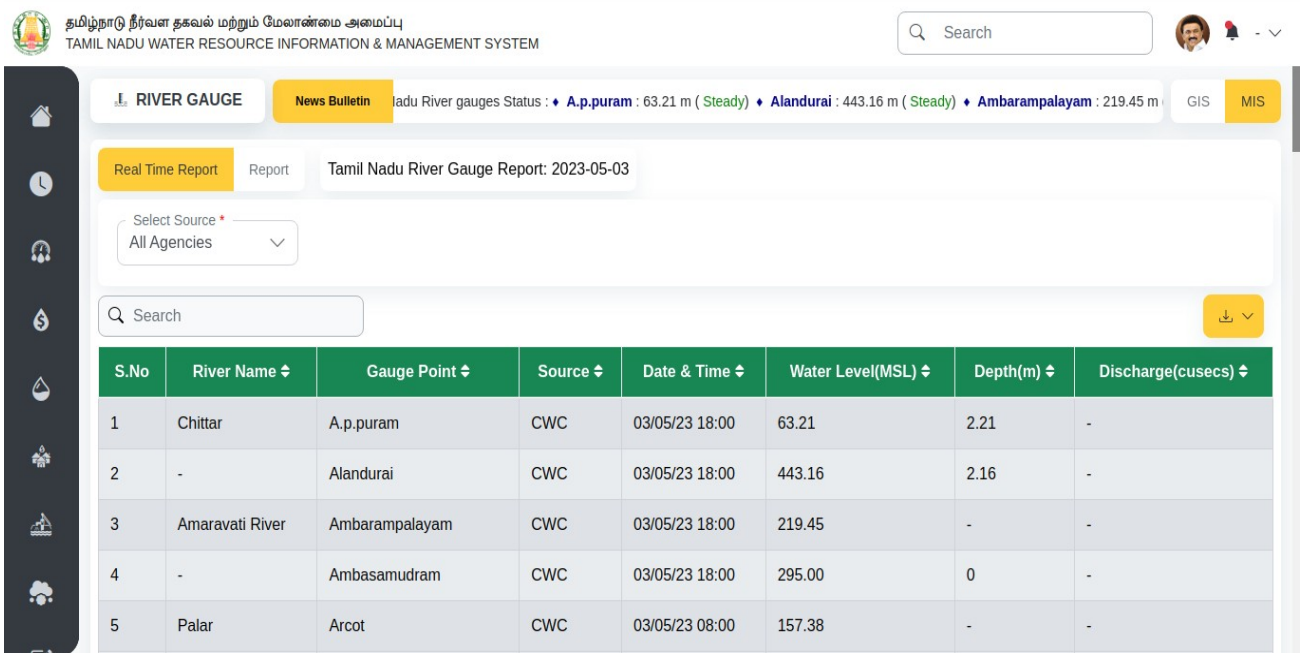 தமிழ்நாடு நீர்வள தகவல் மற்றும் மேலாண்மை அமைப்பு
TAMIL NADU WATER RESOURCE INFORMATION & MANAGEMENT SYSTEM
Search
-
RIVER GAUGE
News Bulletin
River gauges Status : ♦ A.p.puram : 63.21 m ( Steady) ♦ Alandurai : 443.16 m ( Steady) ♦ Ambarampalayam : 219.45 m
GIS MIS
Real Time Report Report Tamil Nadu River Gauge Report: 2023-05-03
Select Source *
All Agencies
Search
S.No River Name Gauge Point Source Date & Time Water Level(MSL) Depth(m) Discharge(cusecs)
1 Chittar A.p.puram CWC 03/05/23 18:00 63.21 2.21 -
2 - Alandurai CWC 03/05/23 18:00 443.16 2.16 -
3 Amaravati River Ambarampalayam CWC 03/05/23 18:00 219.45 - -
4 - Ambasamudram CWC 03/05/23 18:00 295.00 0 -
5 Palar Arcot CWC 03/05/23 08:00 157.38 - -